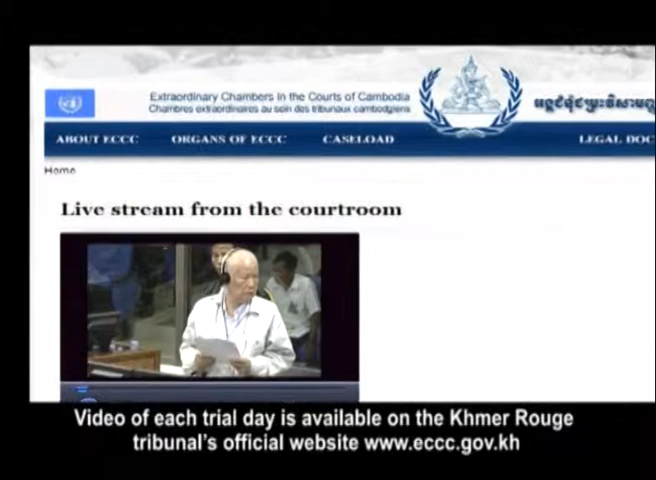 Extraordinary Chambers in the Courts of Cambodia
Chambres extraordinaires au sein des tribunaux cambodgiens
ABOUT ECCC ORGANS OF ECCC CASELOAD LEGAL DOC
Home
Live stream from the courtroom
Video of each trial day is available on the Khmer Rouge
tribunal's official website www.eccc.gov.kh